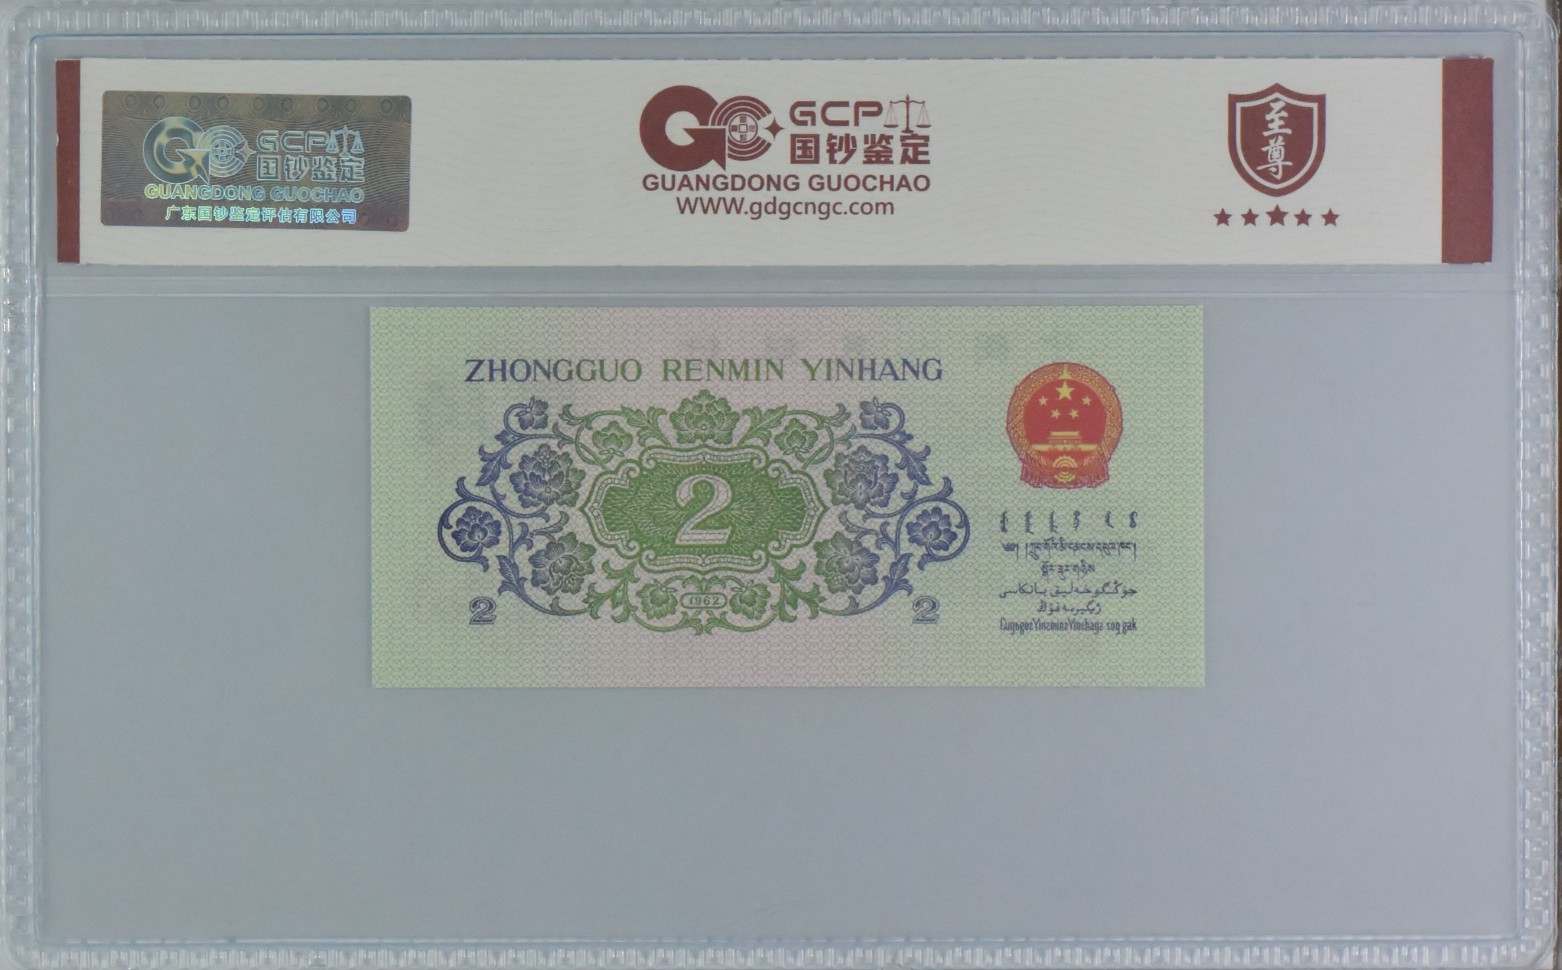 GCP
国钞鉴定
GUANGDONG GUOCHAO
广东国钞鉴定评估有限公司
GCP
国钞鉴定
GUANGDONG GUOCHAO
WWW.gdgcngc.com
至尊
ZHONGGUO RENMIN YINHANG
2
1962
2
2
جۇڭگوخەلىق بانكاسى